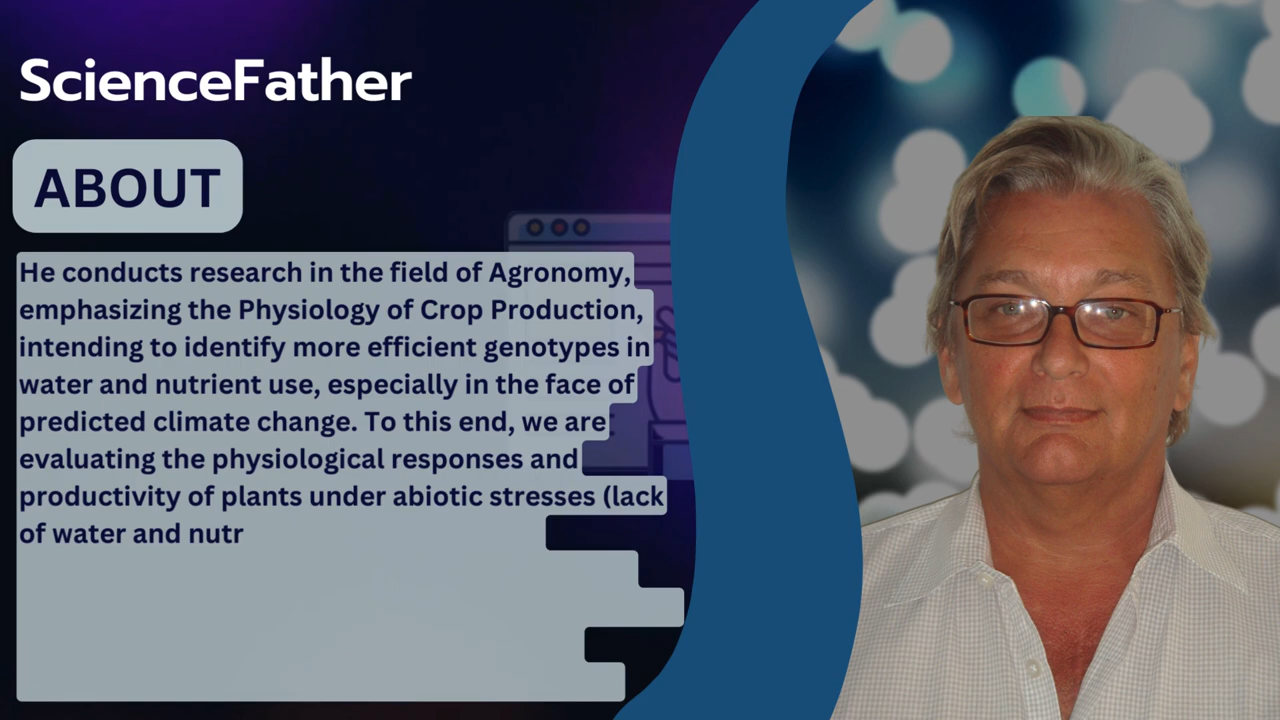 ScienceFather
ABOUT
He conducts research in the field of Agronomy,
emphasizing the Physiology of Crop Production,
intending to identify more efficient genotypes in
water and nutrient use, especially in the face of
predicted climate change. To this end, we are
evaluating the physiological responses and
productivity of plants under abiotic stresses (lack
of water and nutr